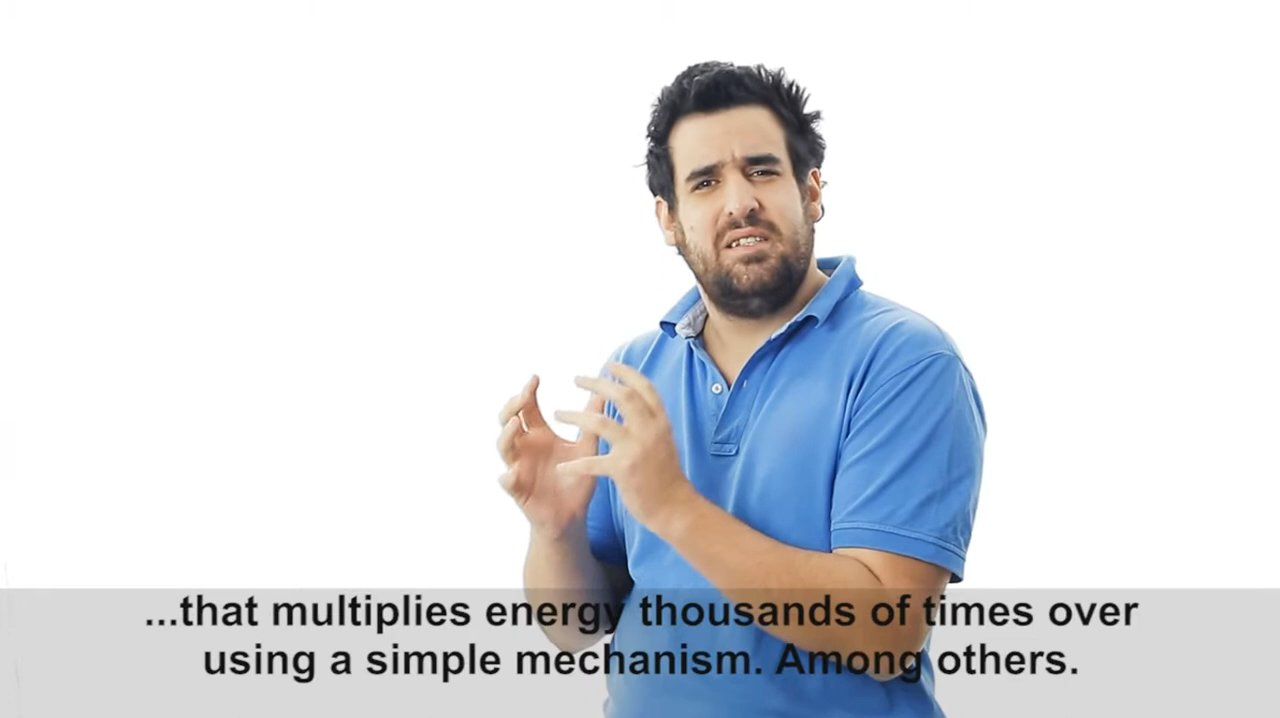 ...that multiplies energy thousands of times over
using a simple mechanism. Among others.